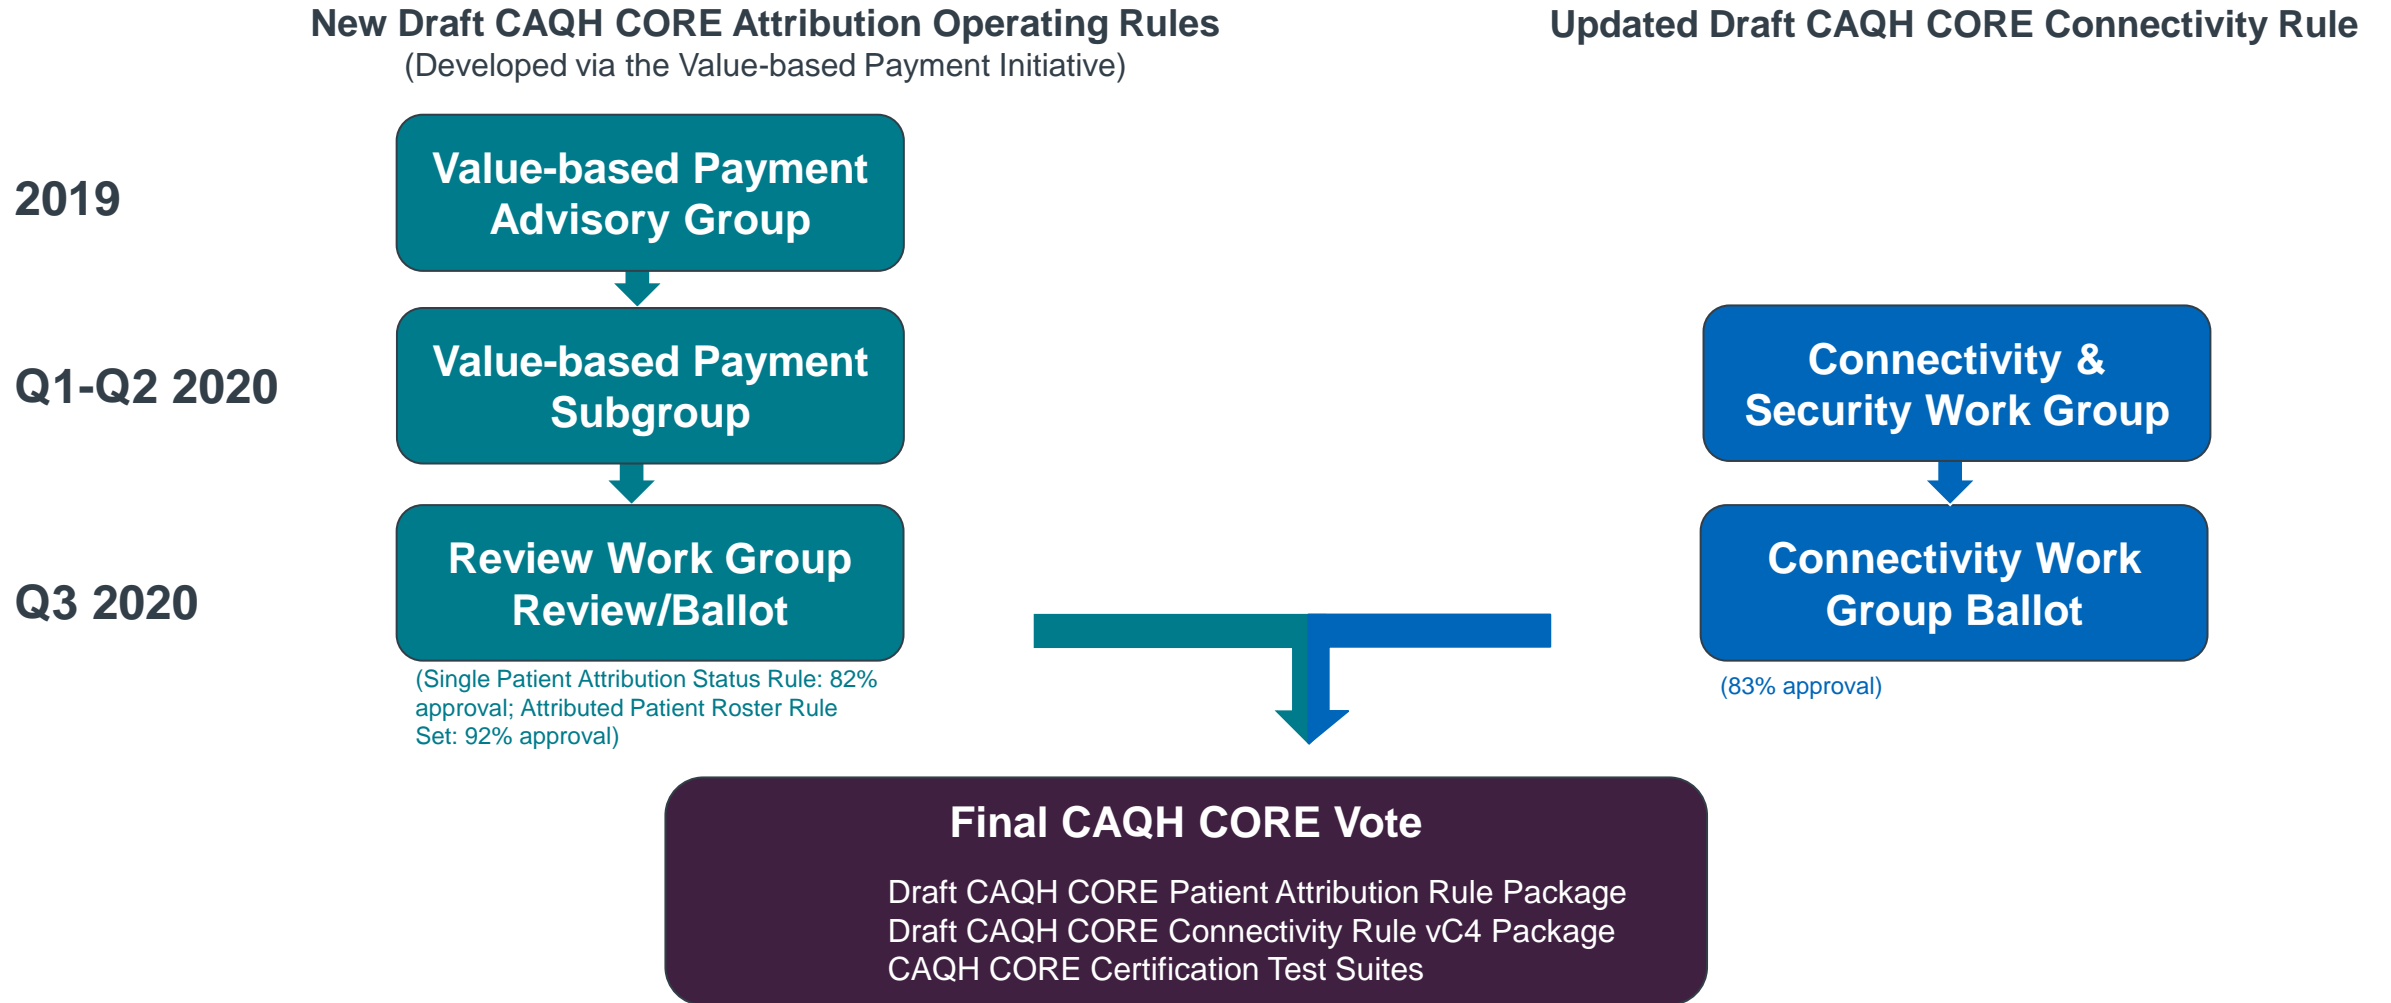 New Draft CAQH CORE Attribution Operating Rules
(Developed via the Value-based Payment Initiative)
Updated Draft CAQH CORE Connectivity Rule
2019
Value-based Payment
Advisory Group
Q1-Q2 2020
Value-based Payment
Subgroup
Connectivity &
Security Work Group
Q3 2020
Review Work Group
Review/Ballot
(Single Patient Attribution Status Rule: 82%
approval; Attributed Patient Roster Rule
Set: 92% approval)
Connectivity Work
Group Ballot
(83% approval)
Final CAQH CORE Vote
Draft CAQH CORE Patient Attribution Rule Package
Draft CAQH CORE Connectivity Rule vC4 Package
CAQH CORE Certification Test Suites